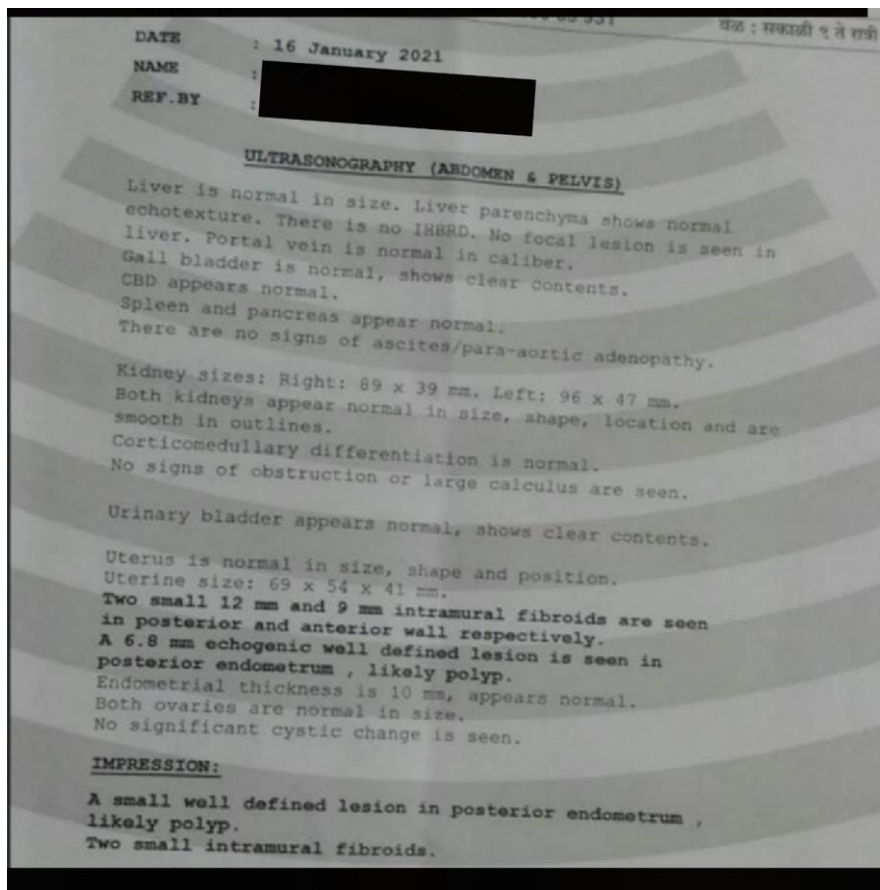 वेळ : सकाळी ९ ते रात्री
DATE : 16 January 2021
NAME :
REF.BY :
ULTRASONOGRAPHY (ABDOMEN & PELVIS)
Liver is normal in size. Liver parenchyma shows normal
echotexture. There is no IHBRD. No focal lesion is seen in
liver. Portal vein is normal in caliber.
Gall bladder is normal, shows clear contents.
CBD appears normal.
Spleen and pancreas appear normal.
There are no signs of ascites/para-aortic adenopathy.
Kidney sizes: Right: 89 x 39 mm. Left: 96 x 47 mm.
Both kidneys appear normal in size, shape, location and are
smooth in outlines.
Corticomedullary differentiation is normal.
No signs of obstruction or large calculus are seen.
Urinary bladder appears normal, shows clear contents.
Uterus is normal in size, shape and position.
Uterine size: 69 x 54 x 41 mm.
Two small 12 mm and 9 mm intramural fibroids are seen
in posterior and anterior wall respectively.
A 6.8 mm echogenic well defined lesion is seen in
posterior endometrum , likely polyp.
Endometrial thickness is 10 mm, appears normal.
Both ovaries are normal in size.
No significant cystic change is seen.
IMPRESSION:
A small well defined lesion in posterior endometrum ,
likely polyp.
Two small intramural fibroids.